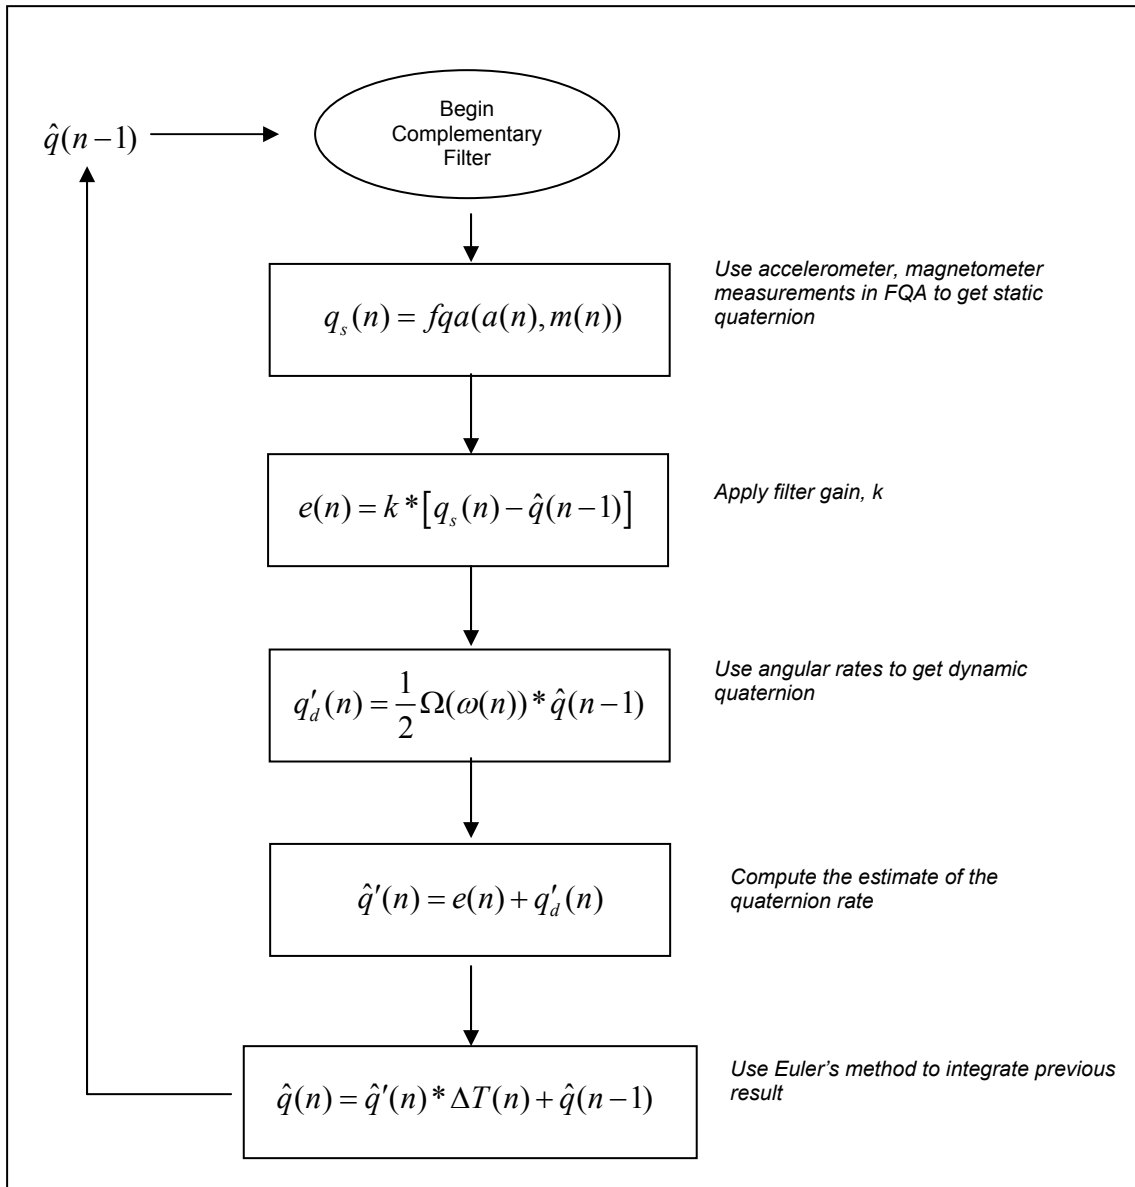 Begin
Complementary
Filter
q̂(n−1)
Use accelerometer, magnetometer
measurements in FQA to get static
quaternion
q_s(n) = fqa(a(n), m(n))
e(n) = k * [q_s(n) − q̂(n−1)]
Apply filter gain, k
Use angular rates to get dynamic
quaternion
q′_d(n) = 1/2 Ω(ω(n)) * q̂(n−1)
q̂′(n) = e(n) + q′_d(n)
Compute the estimate of the
quaternion rate
Use Euler's method to integrate previous
result
q̂(n) = q̂′(n) * ΔT(n) + q̂(n−1)